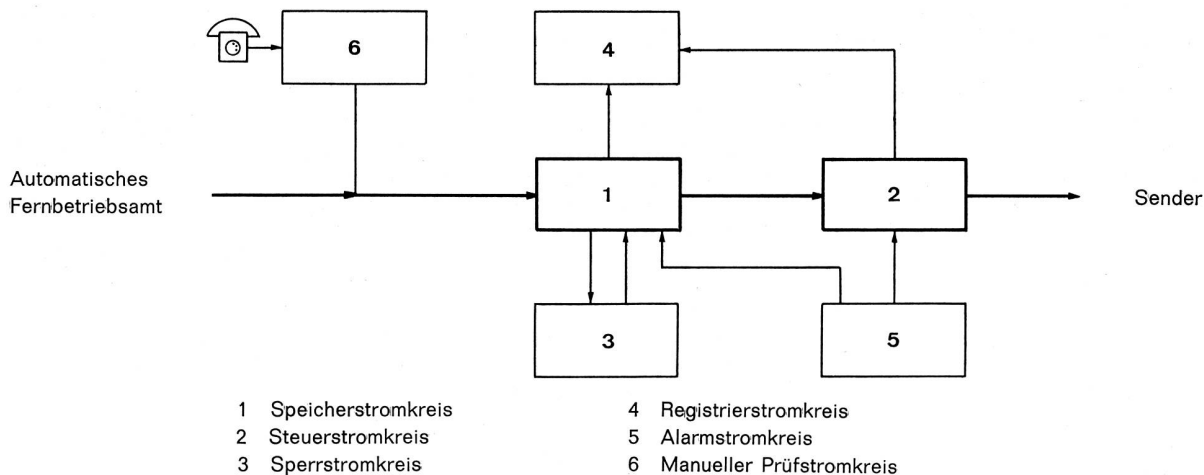 6
4
Automatisches
Fernbetriebsamt
1
2
Sender
3
5
1 Speicherstromkreis
2 Steuerstromkreis
3 Sperrstromkreis
4 Registrierstromkreis
5 Alarmstromkreis
6 Manueller Prüfstromkreis